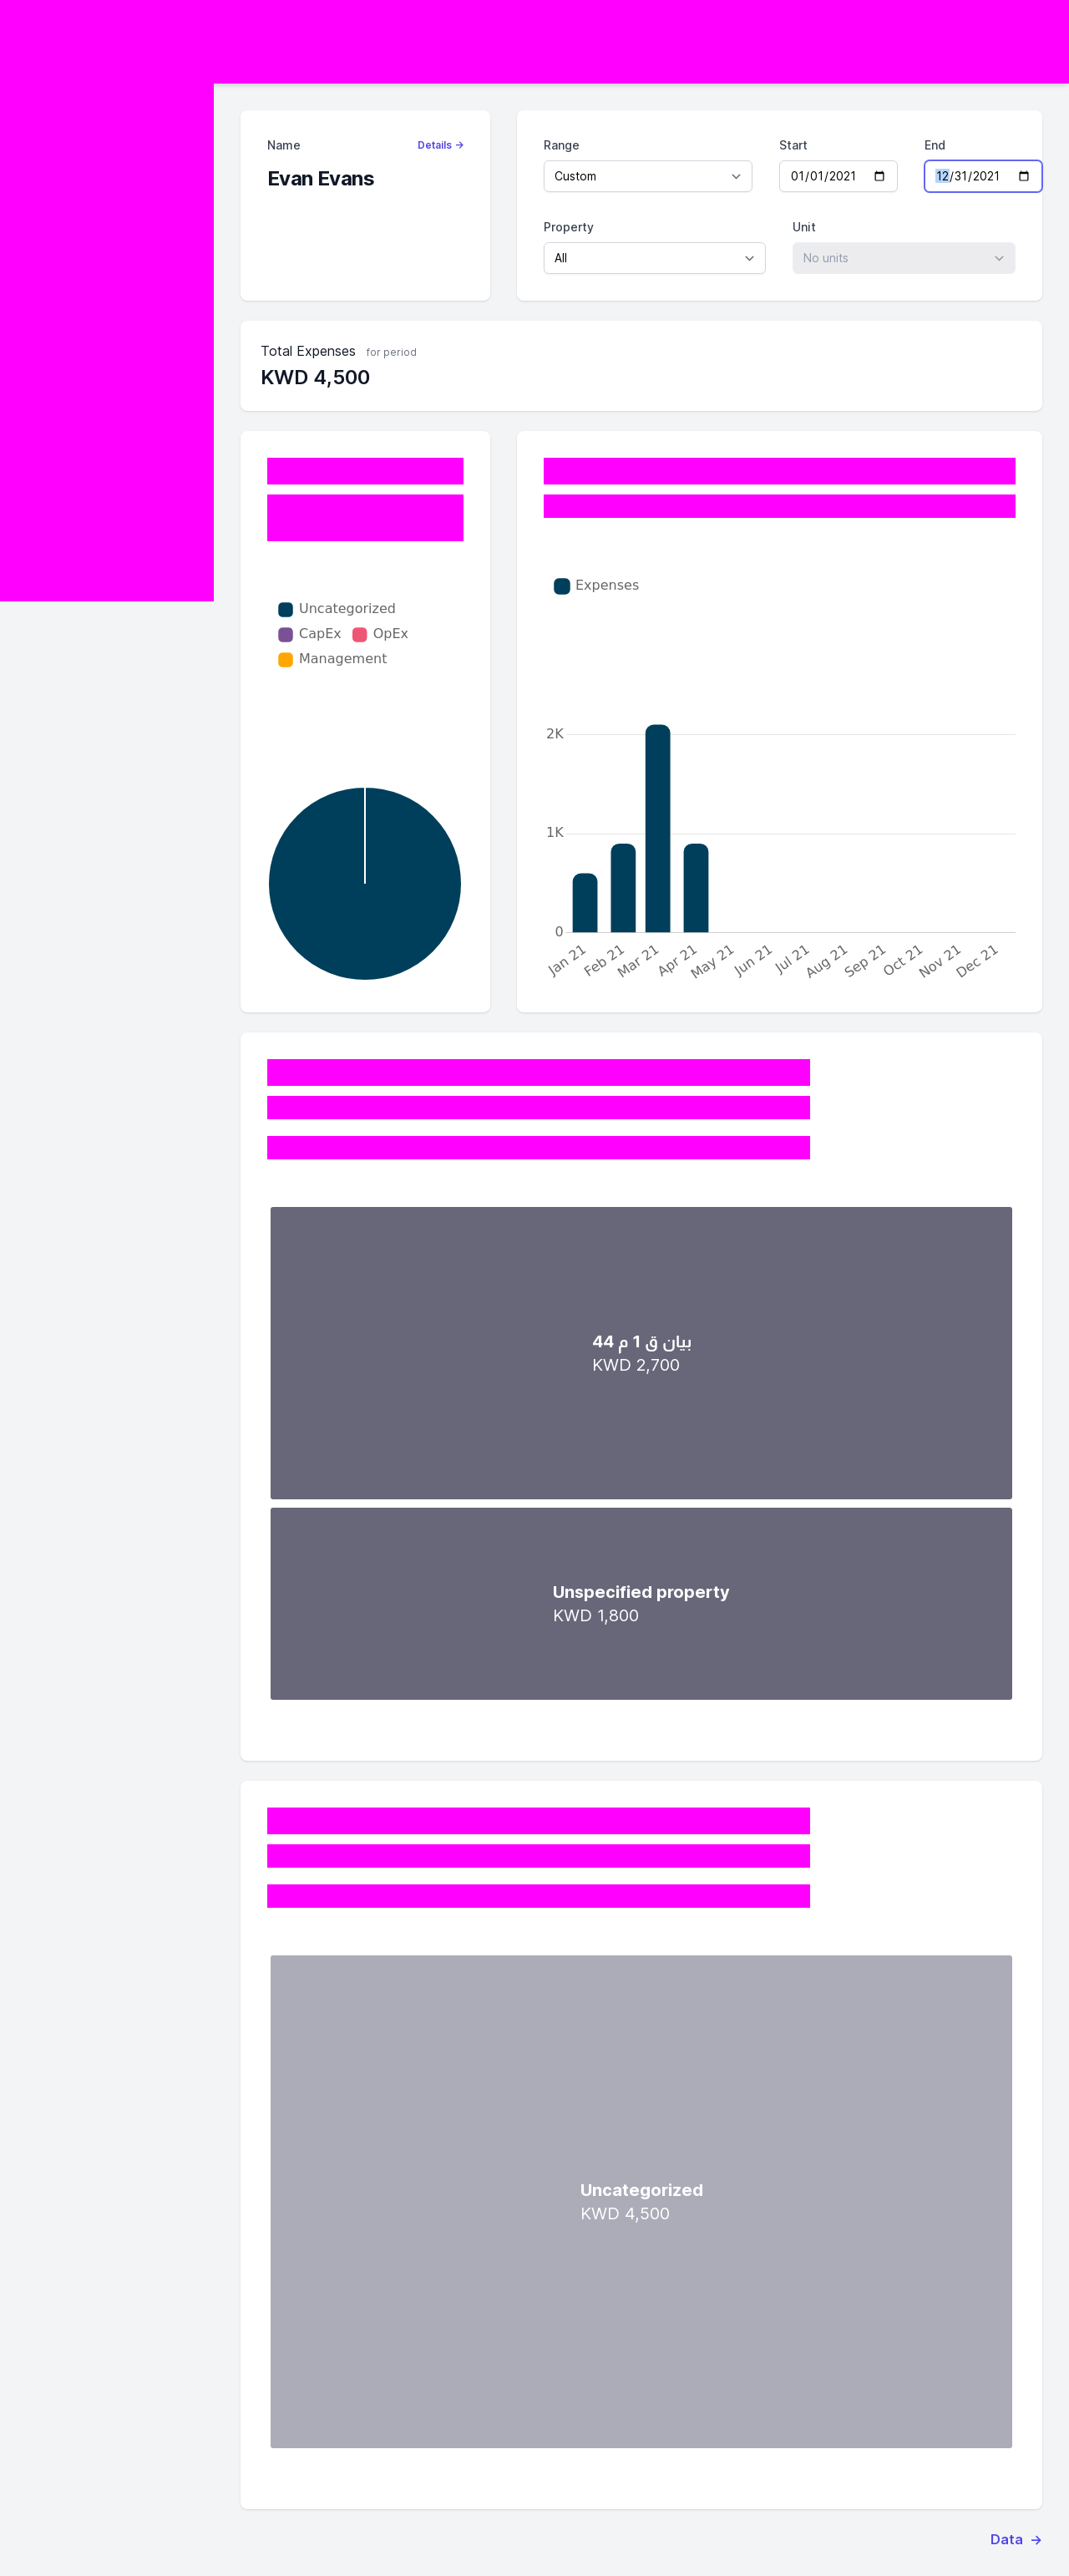 Name
Details →
Evan Evans
Range
Start
End
Custom
01/01/2021
12/31/2021
Property
Unit
All
No units
Total Expenses for period
KWD 4,500
Uncategorized
CapEx OpEx
Management
Expenses
2K
1K
0
Jan 21 Feb 21 Mar 21 Apr 21 May 21 Jun 21 Jul 21 Aug 21 Sep 21 Oct 21 Nov 21 Dec 21
بيان ق 1 م 44
KWD 2,700
Unspecified property
KWD 1,800
Uncategorized
KWD 4,500
Data →